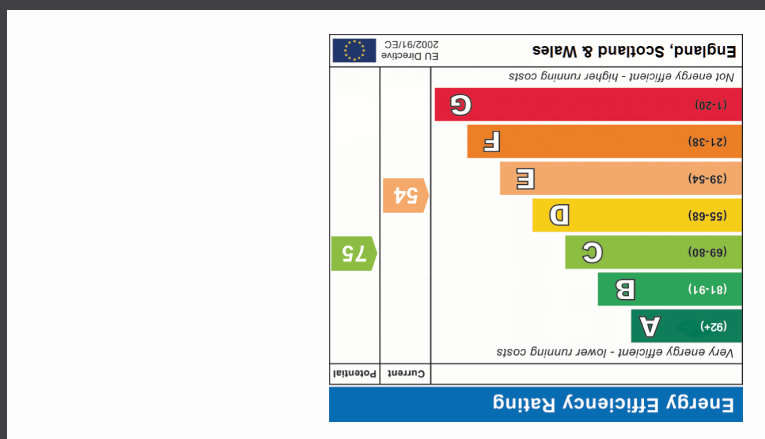 Energy Efficiency Rating
Current Potential
Very energy efficient - lower running costs
(92+) A
(81-91) B
(69-80) C
75
(55-68) D
(39-54) E
54
(21-38) F
(1-20) G
Not energy efficient - higher running costs
England, Scotland & Wales
EU Directive
2002/91/EC